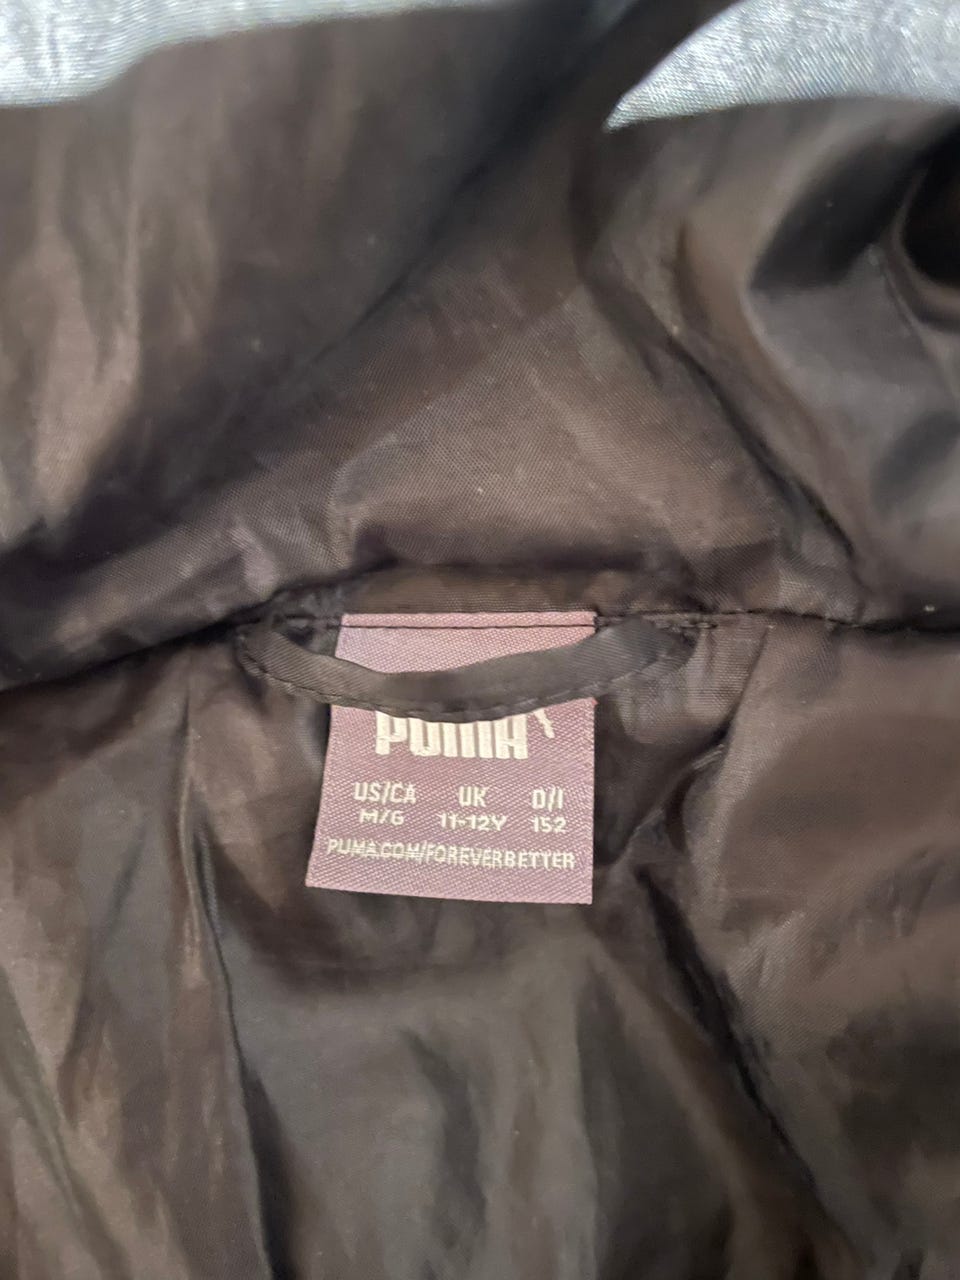 PUMA
US/CA UK D/I
M/G 11-12Y 152
PUMA.COM/FOREVERBETTER